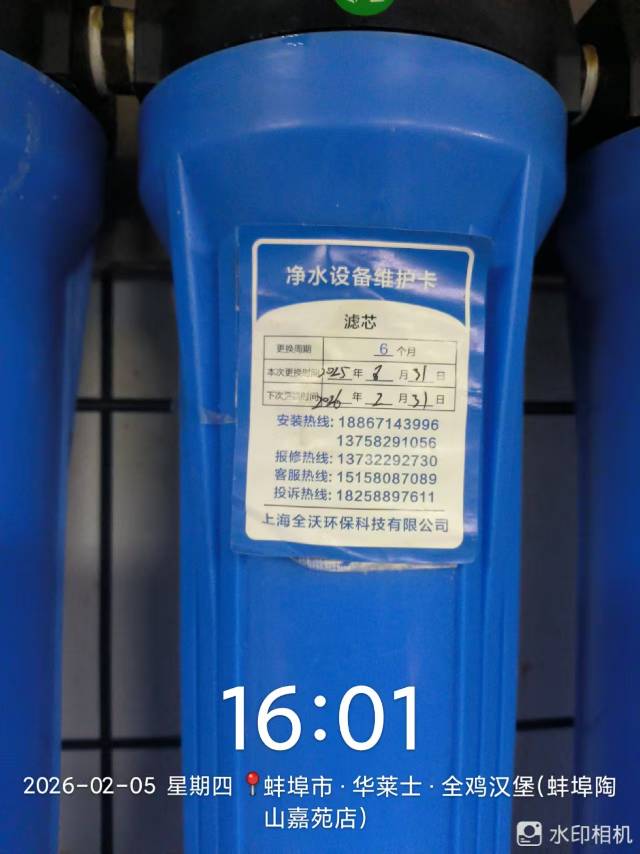 净水设备维护卡
滤芯
更换周期 6 个月
本次更换时间 2025 年 8 月 31 日
下次更换时间 2026 年 2 月 31 日
安装热线: 18867143996
13758291056
报修热线: 13732292730
客服热线: 15158087089
投诉热线: 18258897611
上海全沃环保科技有限公司
16:01
2026-02-05 星期四 蚌埠市·华莱士·全鸡汉堡(蚌埠陶
山嘉苑店)
水印相机